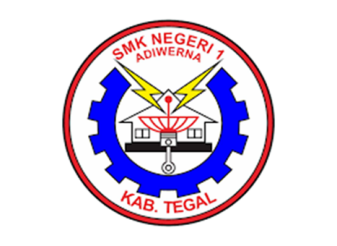 SMK NEGERI 1
ADIWERNA
KAB. TEGAL